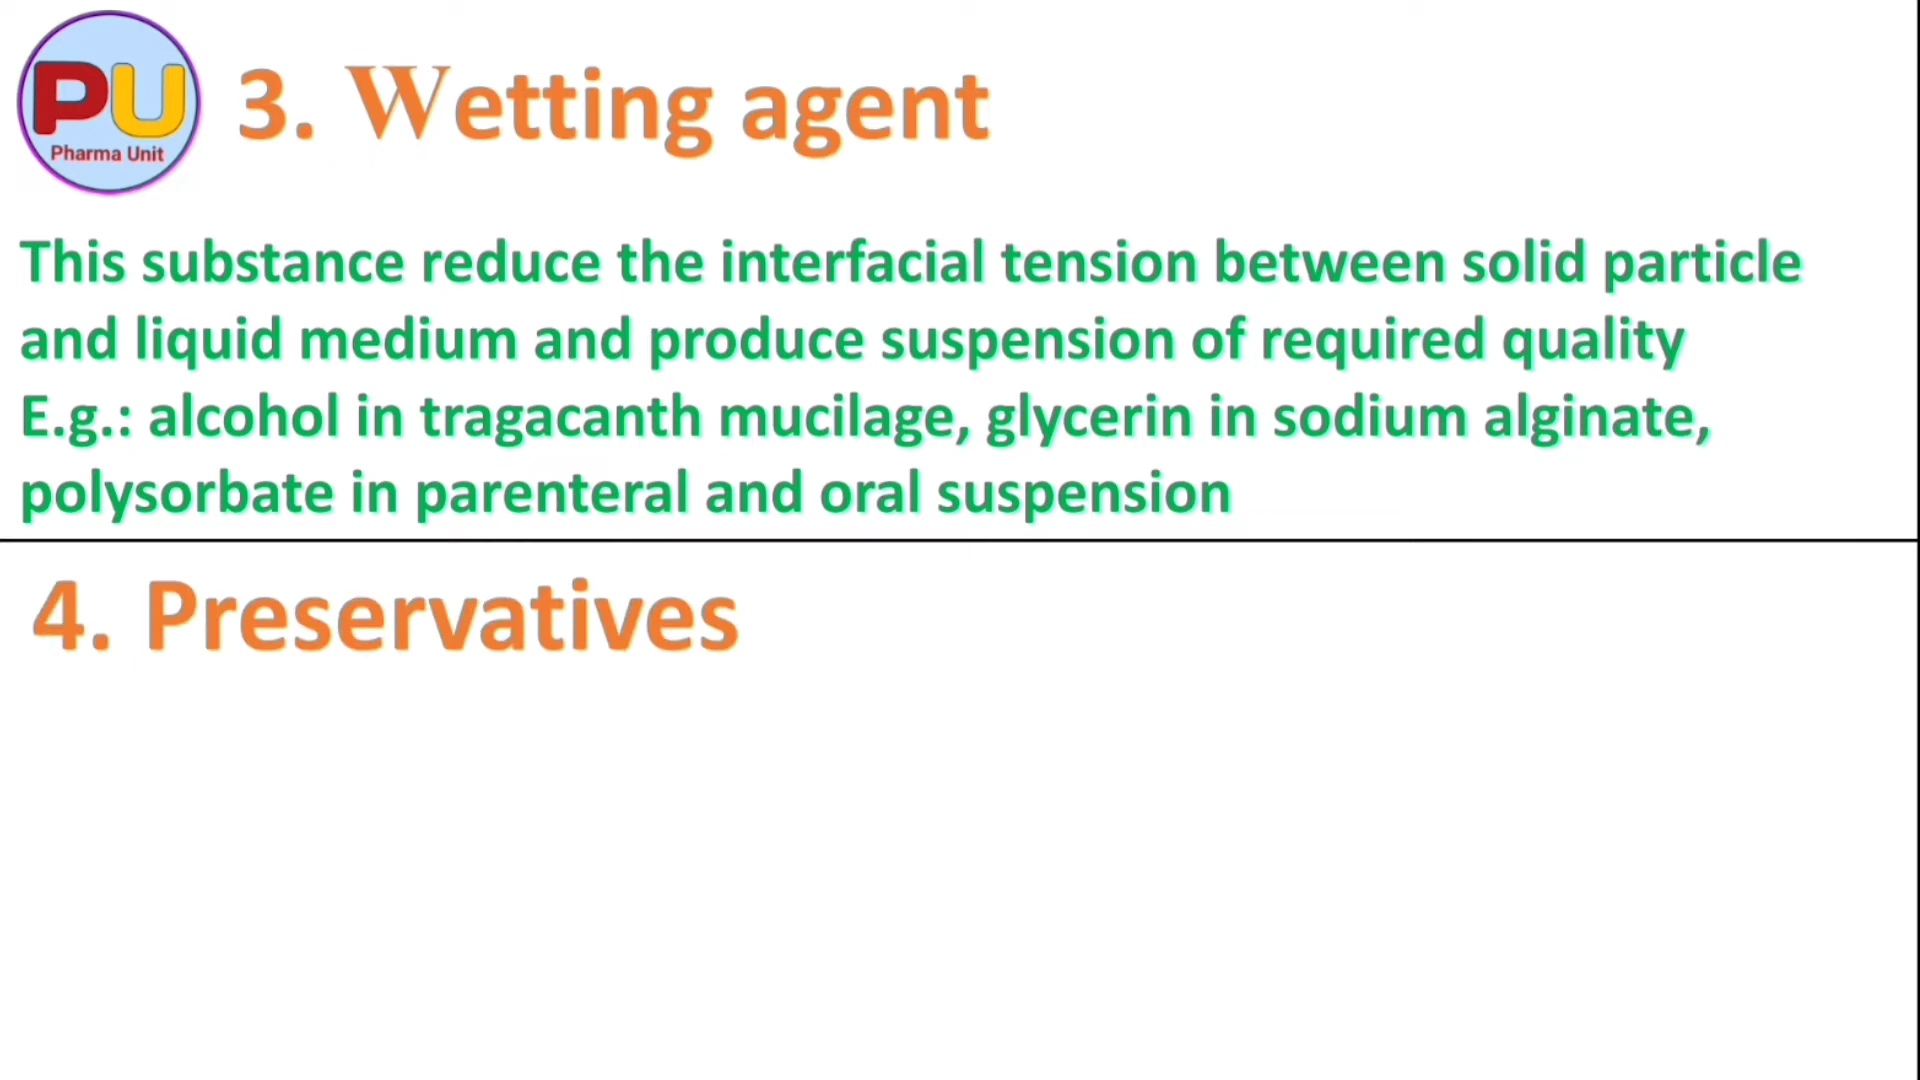 PU
Pharma Unit
3. Wetting agent
This substance reduce the interfacial tension between solid particle
and liquid medium and produce suspension of required quality
E.g.: alcohol in tragacanth mucilage, glycerin in sodium alginate,
polysorbate in parenteral and oral suspension
4. Preservatives